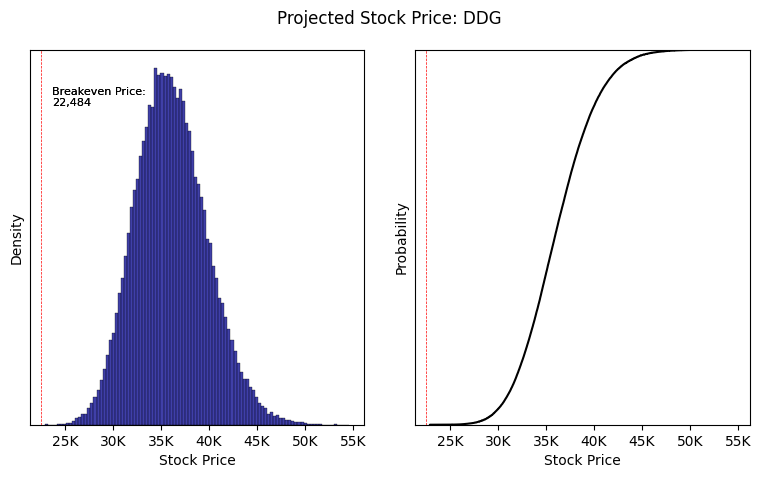 Projected Stock Price: DDG
Breakeven Price:
22,484
Density
25K 30K 35K 40K 45K 50K 55K
Stock Price
Probability
25K 30K 35K 40K 45K 50K 55K
Stock Price